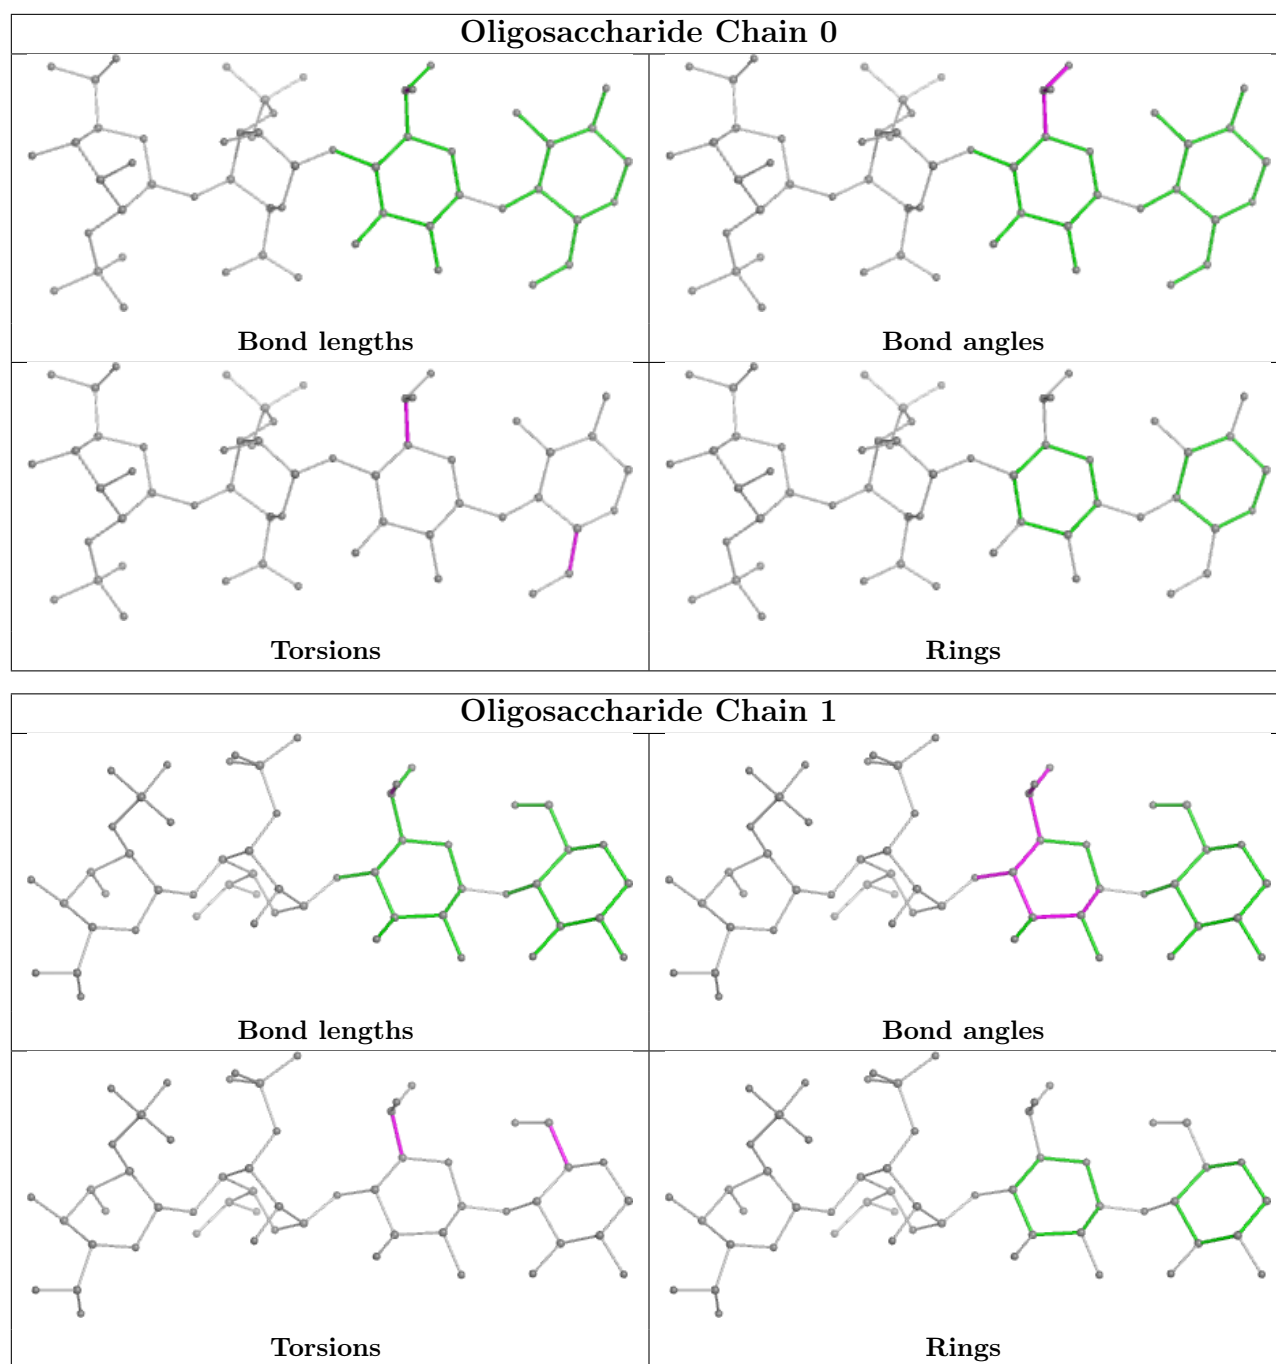 Oligosaccharide Chain 0
Bond lengths
Bond angles
Torsions
Rings
Oligosaccharide Chain 1
Bond lengths
Bond angles
Torsions
Rings